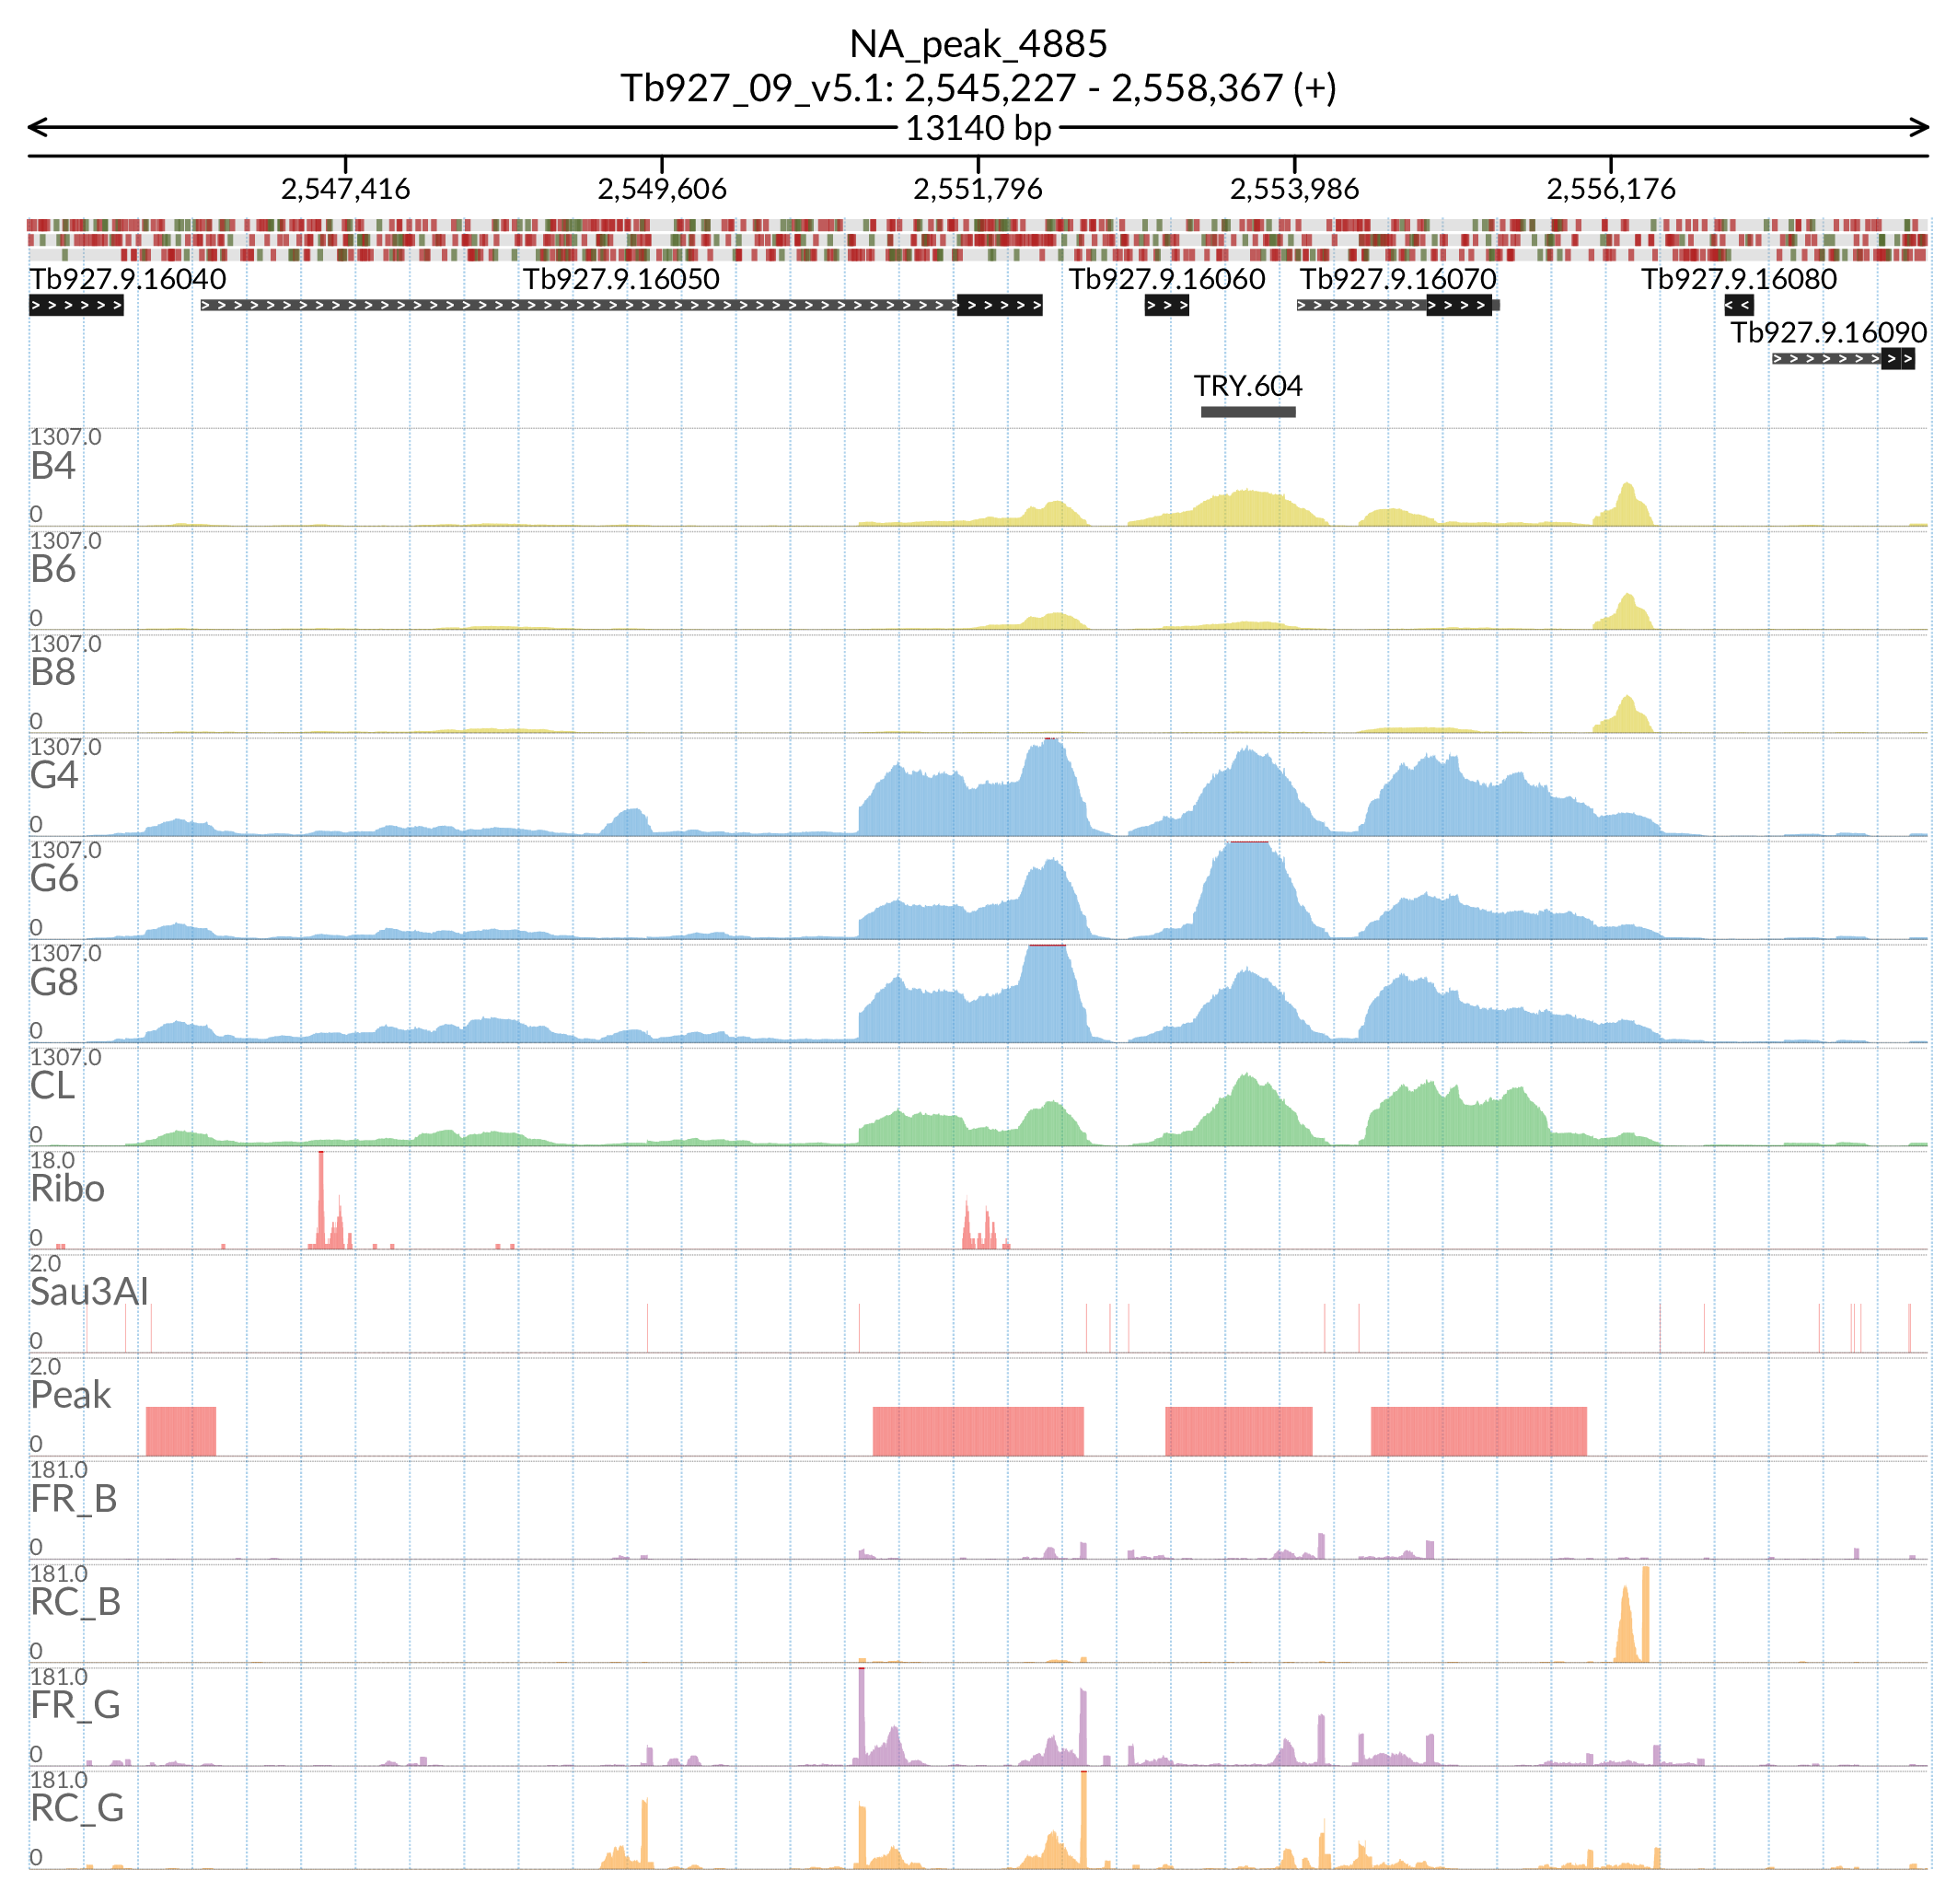 NA_peak_4885
Tb927_09_v5.1: 2,545,227 - 2,558,367 (+)
13140 bp
2,547,416 2,549,606 2,551,796 2,553,986 2,556,176
Tb927.9.16040 Tb927.9.16050 Tb927.9.16060 Tb927.9.16070 Tb927.9.16080
Tb927.9.16090
TRY.604
1307.0
B4
0
1307.0
B6
0
1307.0
B8
0
1307.0
G4
0
1307.0
G6
0
1307.0
G8
0
1307.0
CL
0
18.0
Ribo
0
2.0
Sau3AI
0
2.0
Peak
0
181.0
FR_B
0
181.0
RC_B
0
181.0
FR_G
0
181.0
RC_G
0